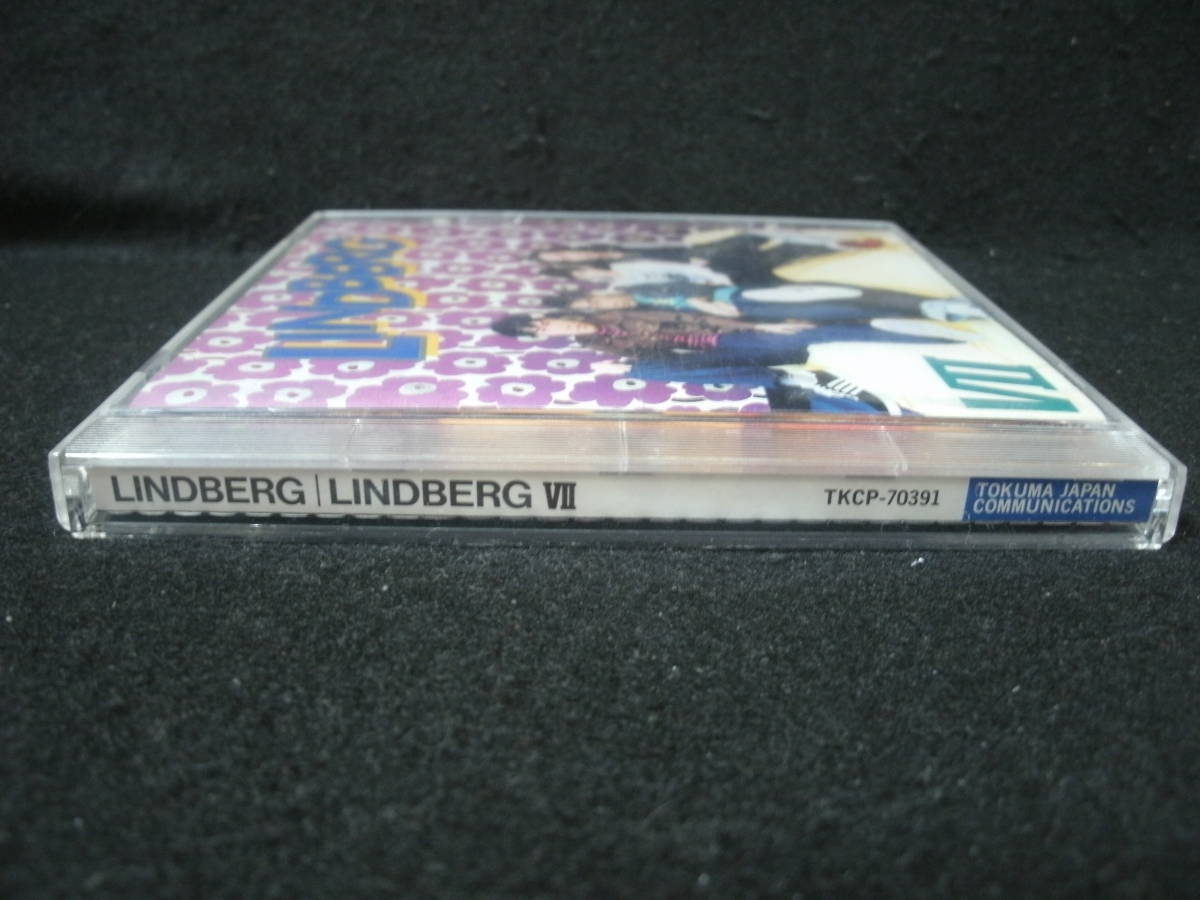 LINDBERG
VII
LINDBERG | LINDBERG VII
TKCP-70391
TOKUMA JAPAN
COMMUNICATIONS